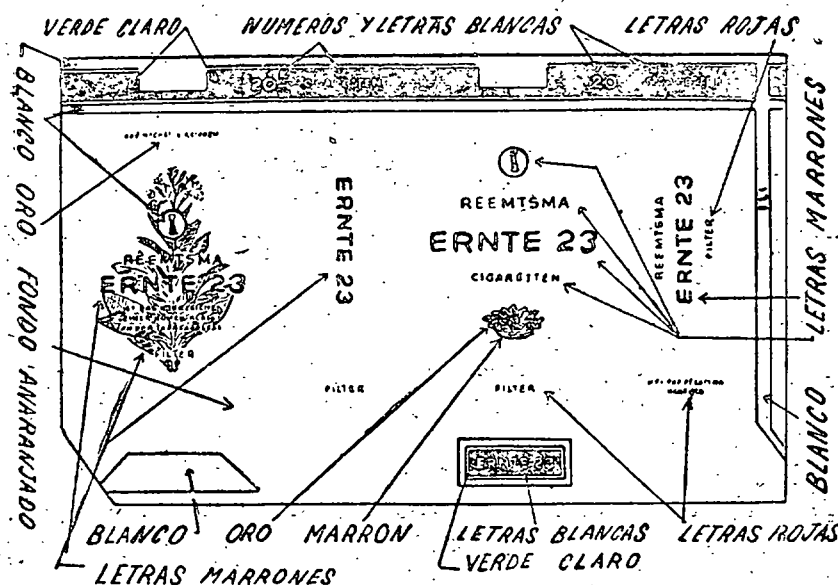 VERDE CLARO
NUMEROS Y LETRAS BLANCAS
LETRAS ROJAS
BLANCO ORO FONDO ANARANJADO
20
20
REEMTSMA
ERNTE 23
FILTER
ERNTE 23
FILTER
REEMTSMA
ERNTE 23
CIGARETTEN
FILTER
REEMTSMA
ERNTE 23
FILTER
LETRAS MARRONES
BLANCO
BLANCO
ORO
MARRON
LETRAS BLANCAS
VERDE CLARO
LETRAS ROJAS
LETRAS MARRONES